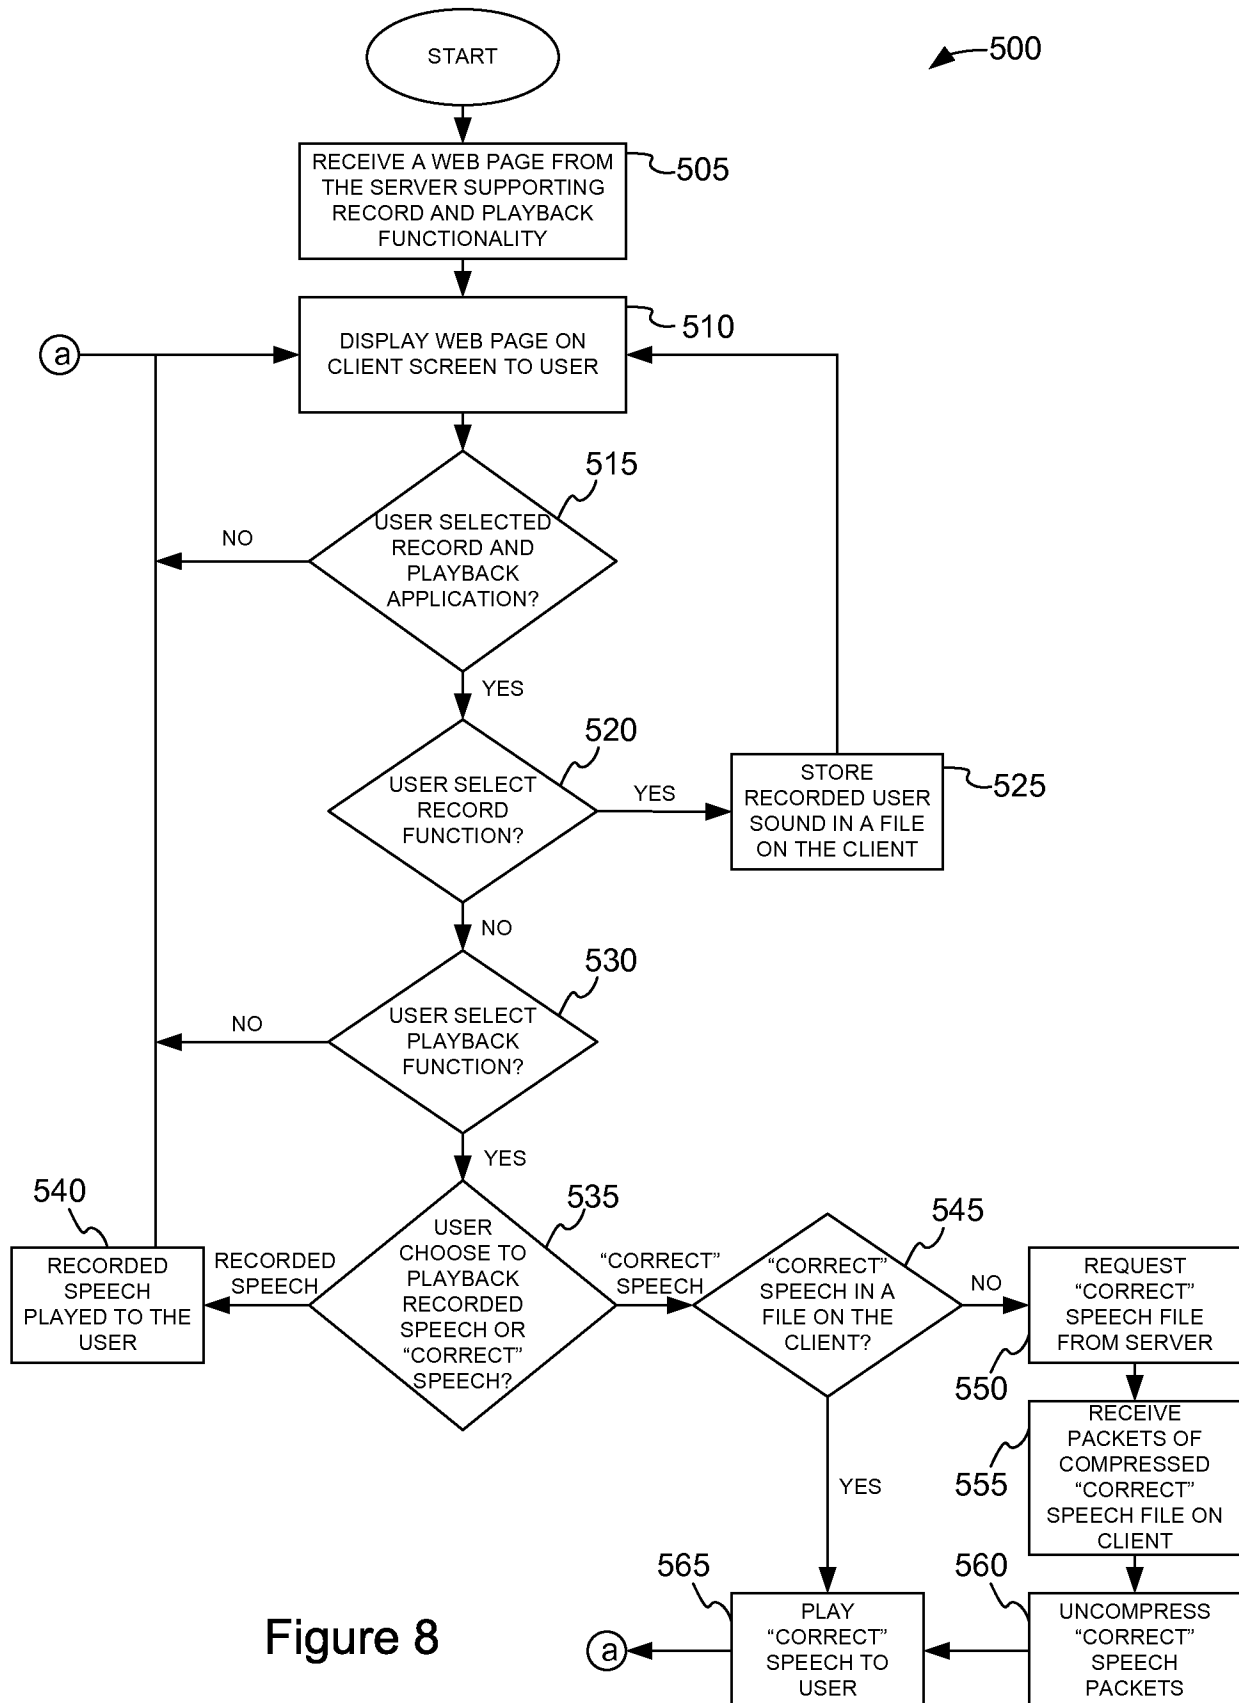 START
500
RECEIVE A WEB PAGE FROM
THE SERVER SUPPORTING
RECORD AND PLAYBACK
FUNCTIONALITY
505
DISPLAY WEB PAGE ON
CLIENT SCREEN TO USER
510
a
515
USER SELECTED
RECORD AND
PLAYBACK
APPLICATION?
NO
YES
520
USER SELECT
RECORD
FUNCTION?
YES
STORE
RECORDED USER
SOUND IN A FILE
ON THE CLIENT
525
NO
530
USER SELECT
PLAYBACK
FUNCTION?
NO
YES
540
RECORDED
SPEECH
PLAYED TO THE
USER
RECORDED
SPEECH
535
USER
CHOOSE TO
PLAYBACK
RECORDED
SPEECH OR
“CORRECT”
SPEECH?
“CORRECT”
SPEECH
545
“CORRECT”
SPEECH IN A
FILE ON THE
CLIENT?
NO
REQUEST
“CORRECT”
SPEECH FILE
FROM SERVER
550
RECEIVE
PACKETS OF
COMPRESSED
“CORRECT”
SPEECH FILE ON
CLIENT
555
YES
560
UNCOMPRESS
“CORRECT”
SPEECH
PACKETS
565
PLAY
“CORRECT”
SPEECH TO
USER
a
Figure 8